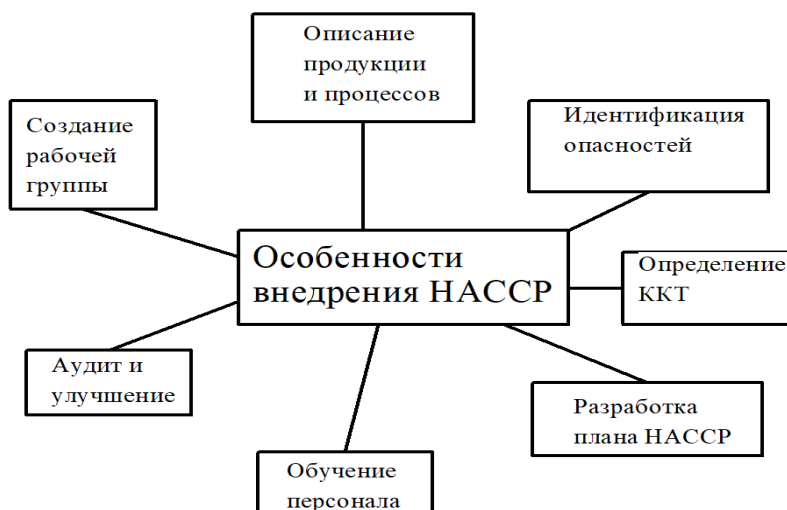 Описание
продукции
и процессов
Создание
рабочей
группы
Идентификация
опасностей
Особенности
внедрения НАССР
Определение
ККТ
Аудит и
улучшение
Разработка
плана НАССР
Обучение
персонала